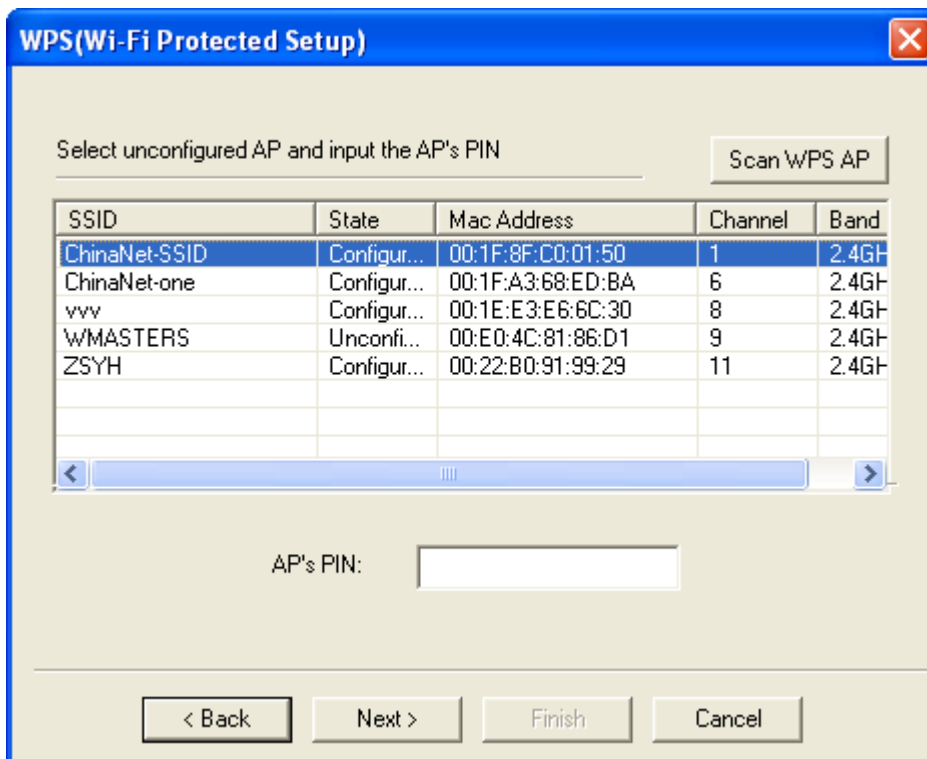 WPS(Wi-Fi Protected Setup)
Select unconfigured AP and input the AP's PIN
Scan WPS AP
SSID State Mac Address Channel Band
ChinaNet-SSID Configur... 00:1F:8F:C0:01:50 1 2.4GH
ChinaNet-one Configur... 00:1F:A3:68:ED:BA 6 2.4GH
vvv Configur... 00:1E:E3:E6:6C:30 8 2.4GH
WMASTERS Unconfi... 00:E0:4C:81:86:D1 9 2.4GH
ZSYH Configur... 00:22:B0:91:99:29 11 2.4GH
AP's PIN:
< Back Next > Finish Cancel